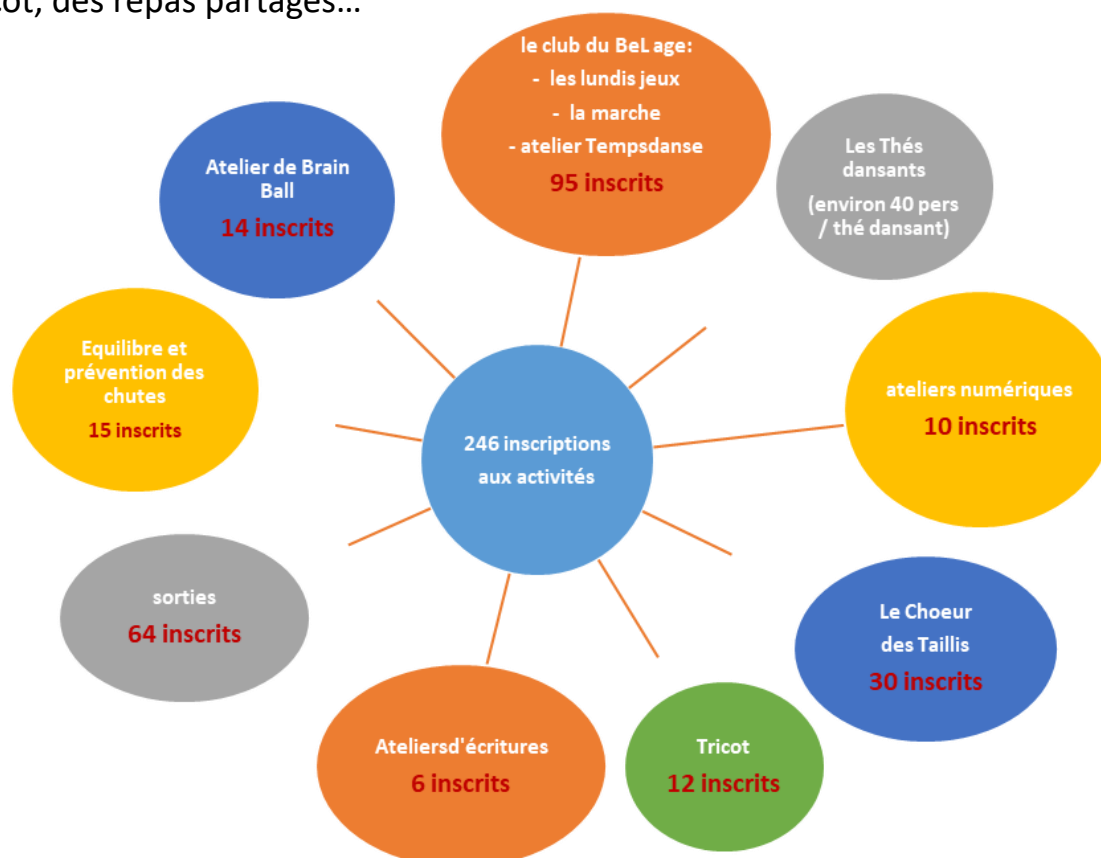 des repas partagés…
le club du BeL age:
- les lundis jeux
- la marche
- atelier Tempsdanse
95 inscrits
Les Thés
dansants
(environ 40 pers
/ thé dansant)
ateliers numériques
10 inscrits
Le Choeur
des Taillis
30 inscrits
Tricot
12 inscrits
Ateliersd'écritures
6 inscrits
sorties
64 inscrits
Equilibre et
prévention des
chutes
15 inscrits
Atelier de Brain
Ball
14 inscrits
246 inscriptions
aux activités